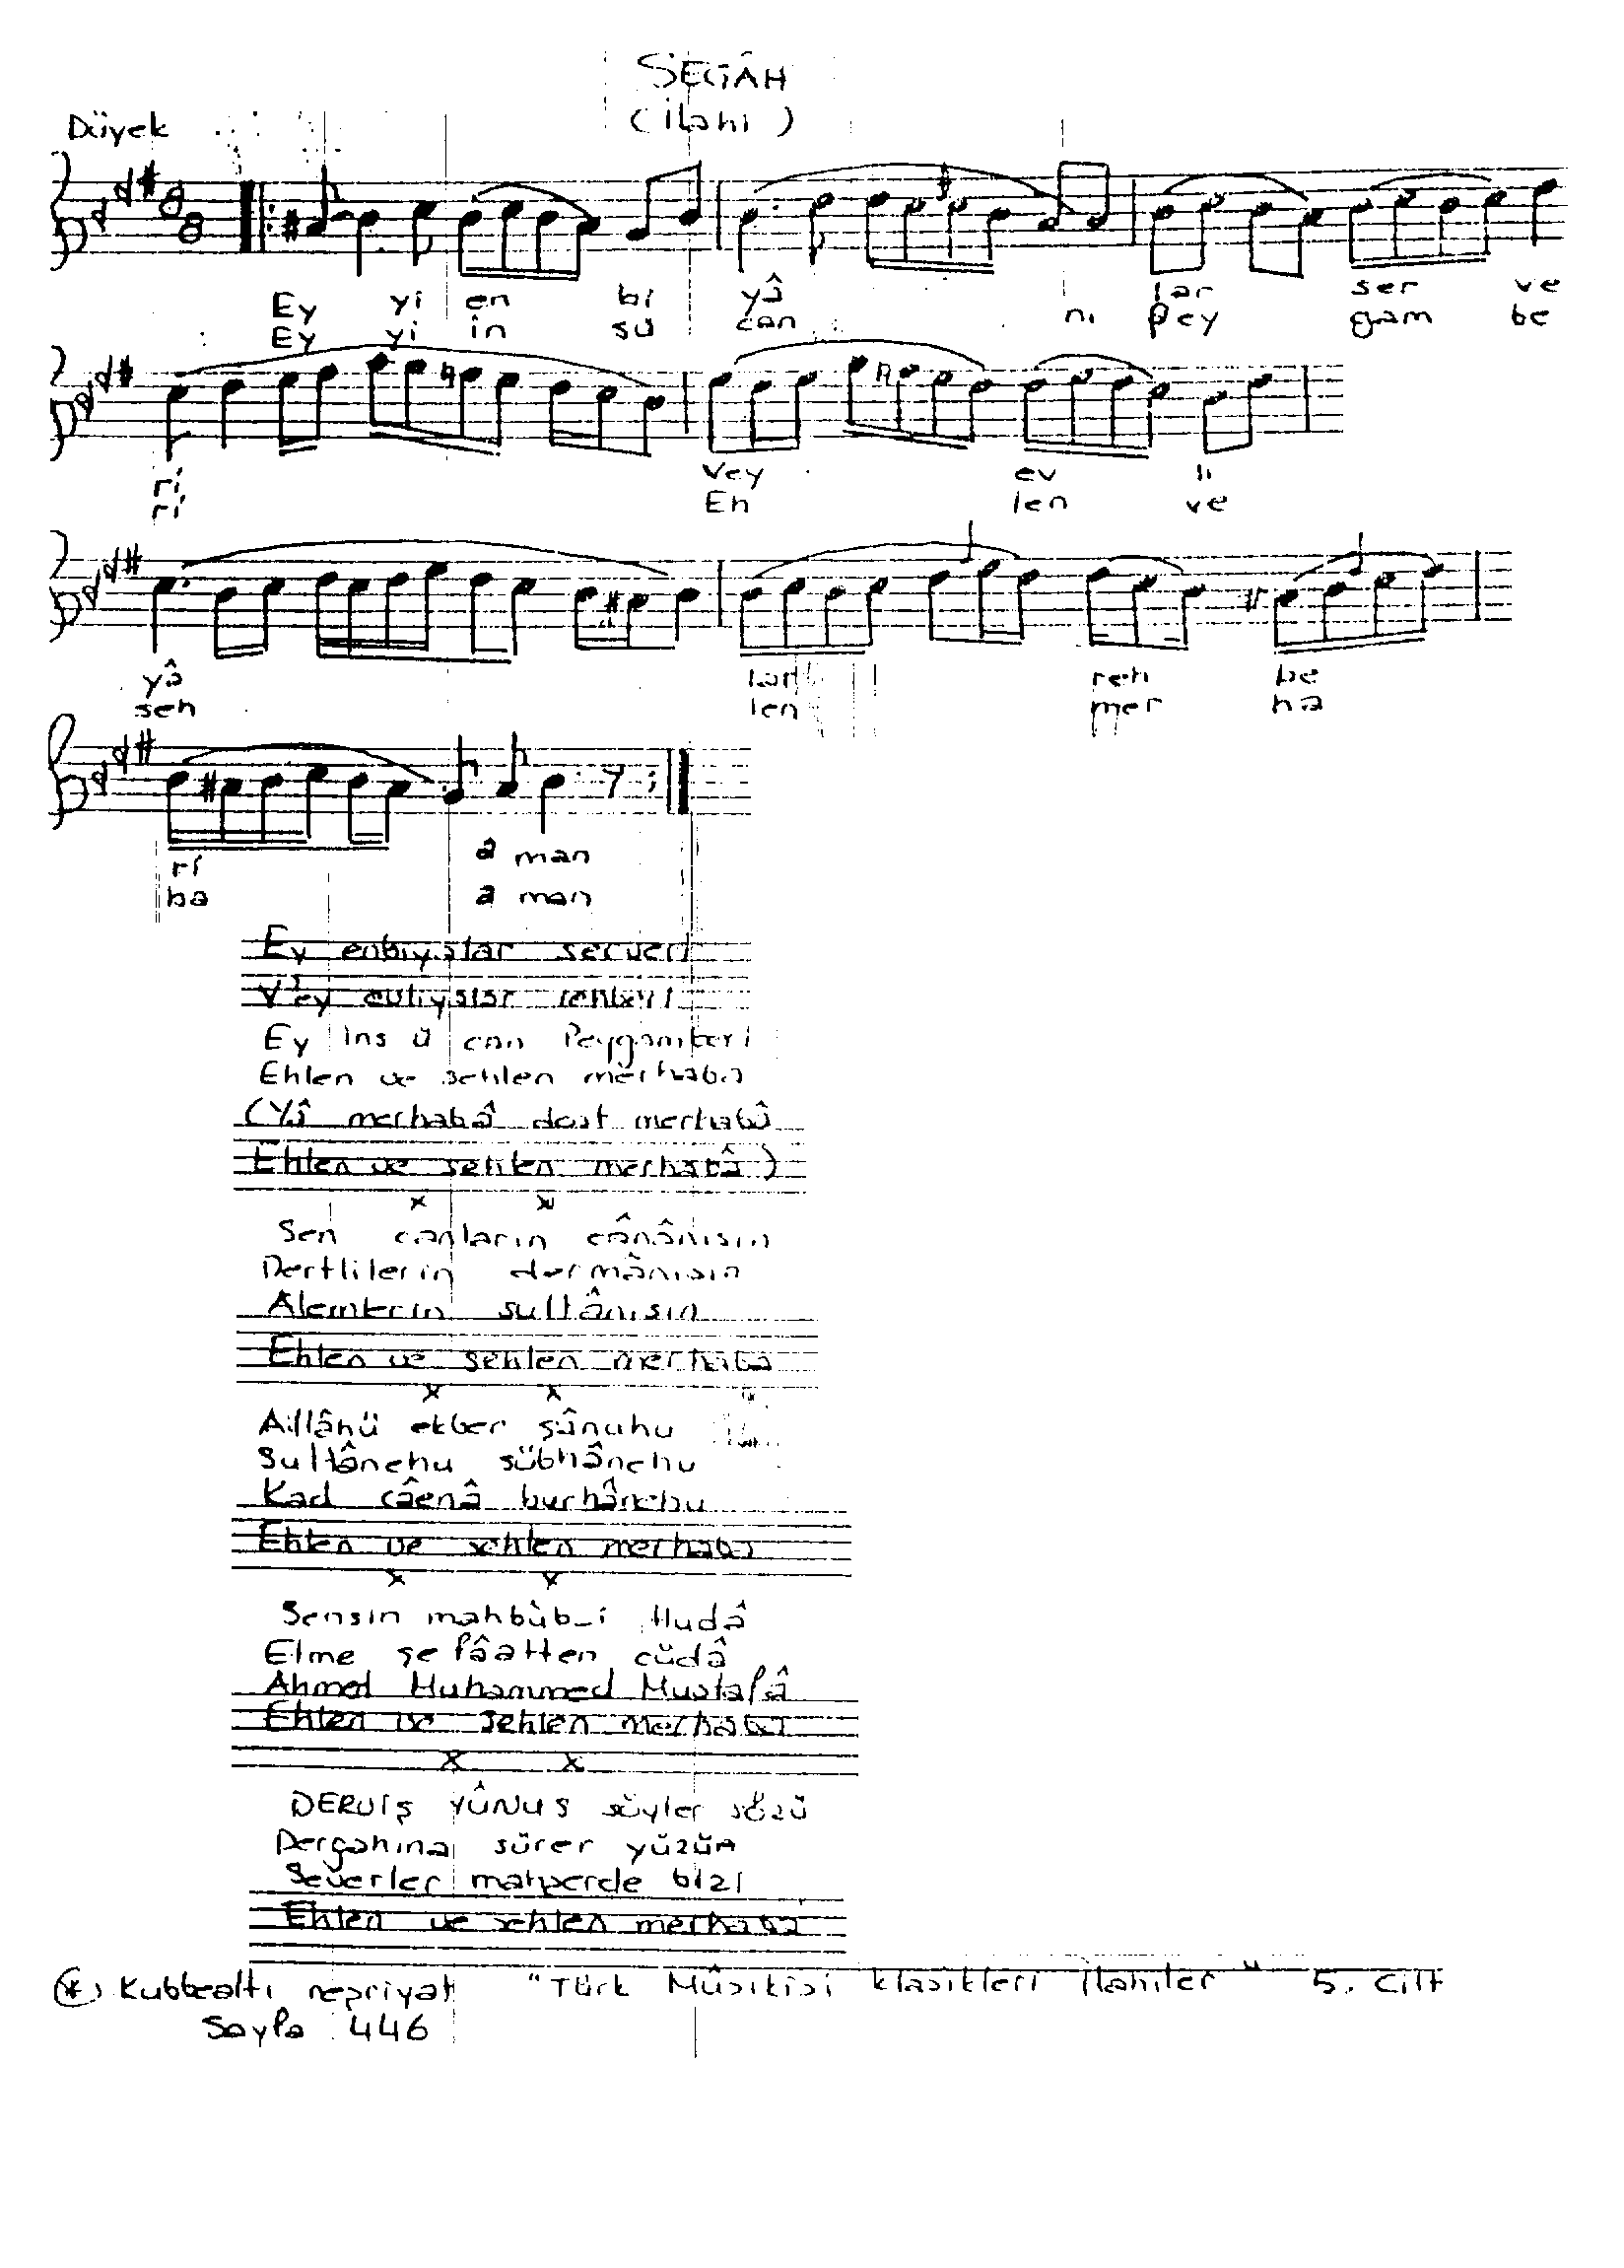 SEGÂH
(İlahi)
Düyek
Ey yi en bi yâ lar ser ve
Ey yi in sü can nı pey gam be
ri Vey ev li
ri Eh len ve
yâ lar reh be
seh len mer ha
ri â man
ba a man
Ey enbiyalar serveri
V'ey evliyalar rehberi
Ey ins ü can Peygamberi
Ehlen ve sehlen merhaba
(Yâ merhabâ dost merhabâ
Ehlen ve sehlen merhabâ)
x x
Sen canların cânânısın
Dertlilerin dermânısın
Alemlerin sultânısın
Ehlen ve sehlen merhaba
x x
Allâhü ekber şânuhu
Sultânehu sübhânehu
Kad câenâ burhânehu
Ehlen ve sehlen merhaba
x x
Sensin mahbûb-i Hudâ
Etme şefâatten cüdâ
Ahmed Muhammed Mustafâ
Ehlen ve sehlen merhaba
x x
DERVİŞ YÛNUS söyler sözü
Dergahına sürer yüzün
Severler mahşerde bizi
Ehlen ve sehlen merhaba
(*) Kubbealtı neşriyat "Türk Mûsikisi klasikleri İlahiler" 5. Cilt
Sayfa 446